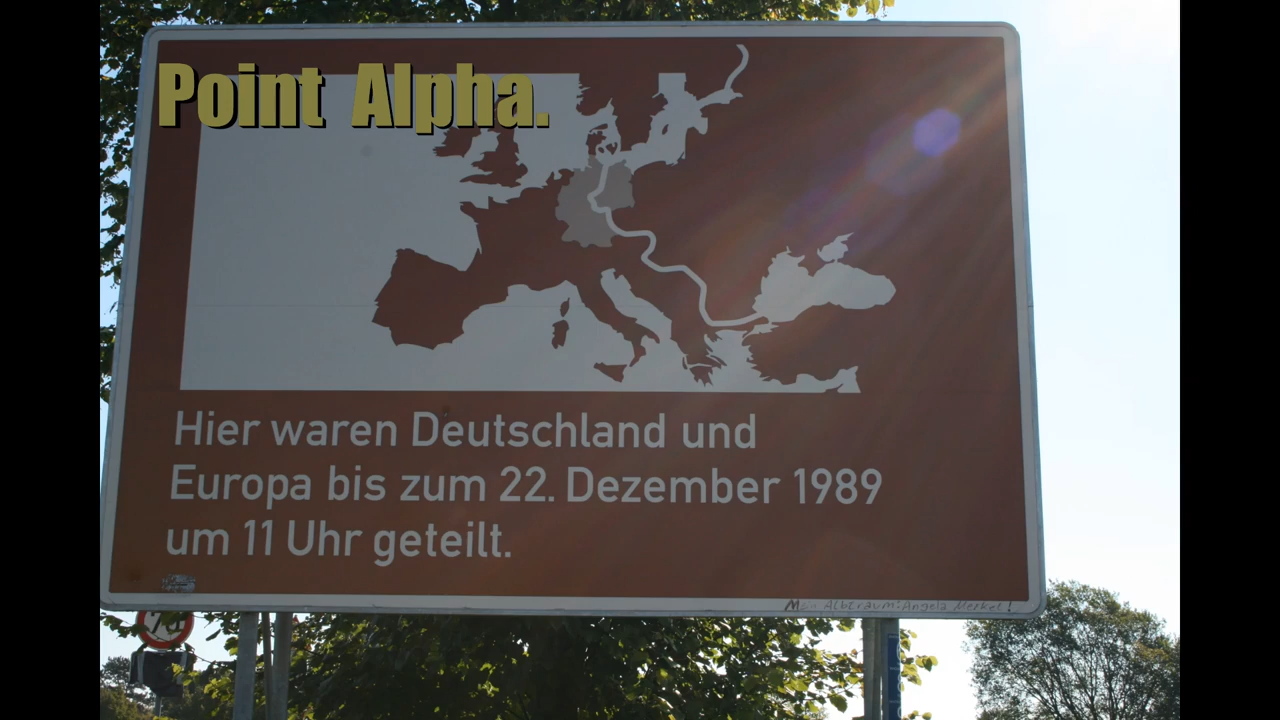 Point Alpha.
Hier waren Deutschland und
Europa bis zum 22. Dezember 1989
um 11 Uhr geteilt.
Mein Albtraum: Angela Merkel!